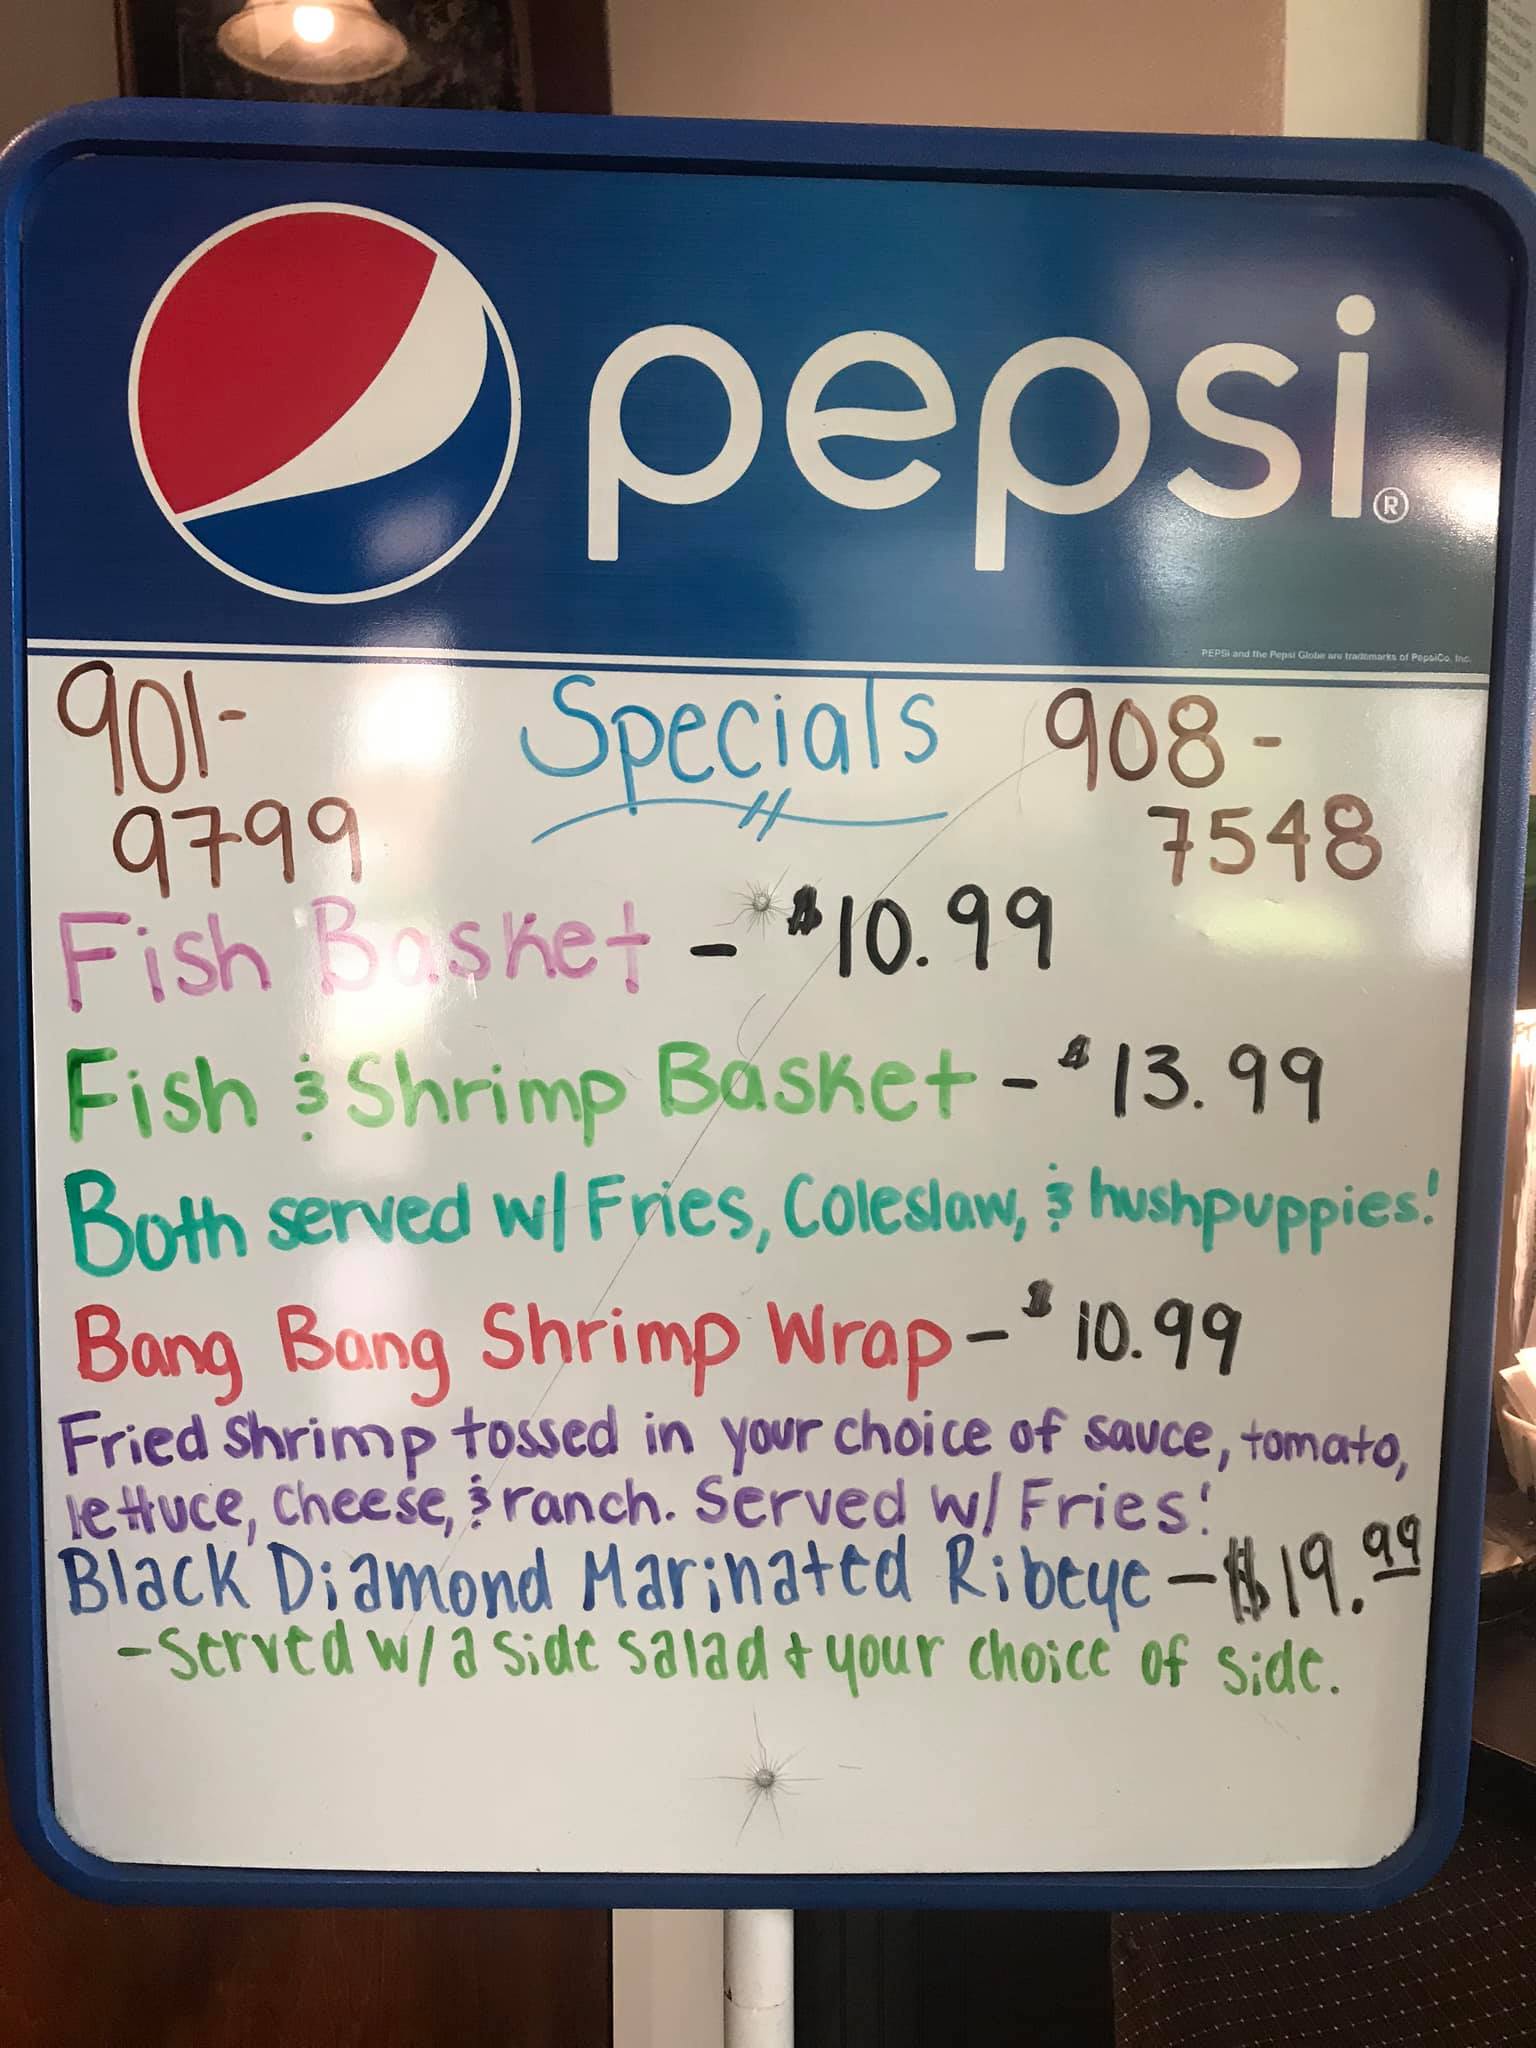 pepsi®
PEPSI and the Pepsi Globe are trademarks of PepsiCo, Inc.
901-
9799
Specials
908-
7548
Fish Basket - $10.99
Fish & Shrimp Basket - $13.99
Both served w/ Fries, Coleslaw, & hushpuppies!
Bang Bang Shrimp Wrap - $10.99
Fried shrimp tossed in your choice of sauce, tomato,
lettuce, cheese, & ranch. Served w/ Fries!
Black Diamond Marinated Ribeye - $19.99
- Served w/ a side salad + your choice of side.